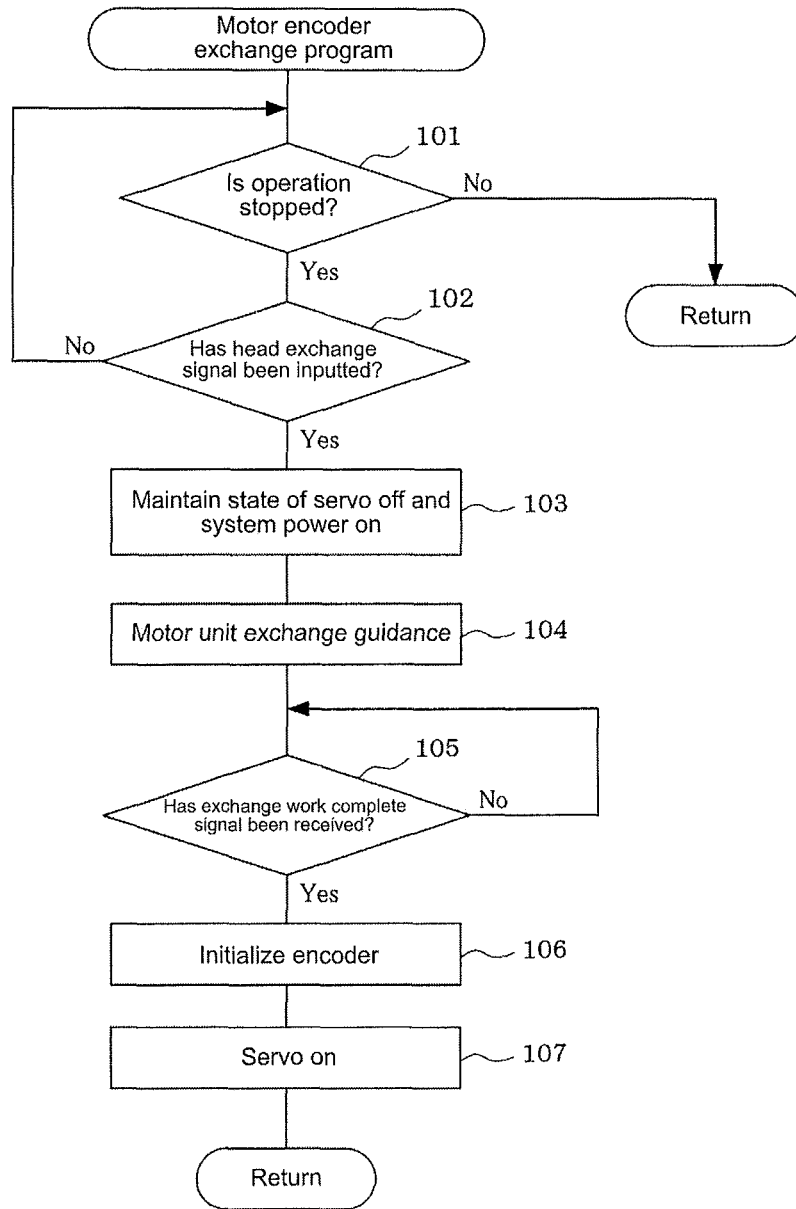 Motor encoder
exchange program
101
Is operation
stopped?
No
Yes
Return
102
No
Has head exchange
signal been inputted?
Yes
Maintain state of servo off and
system power on
103
Motor unit exchange guidance
104
105
Has exchange work complete
signal been received?
No
Yes
Initialize encoder
106
Servo on
107
Return